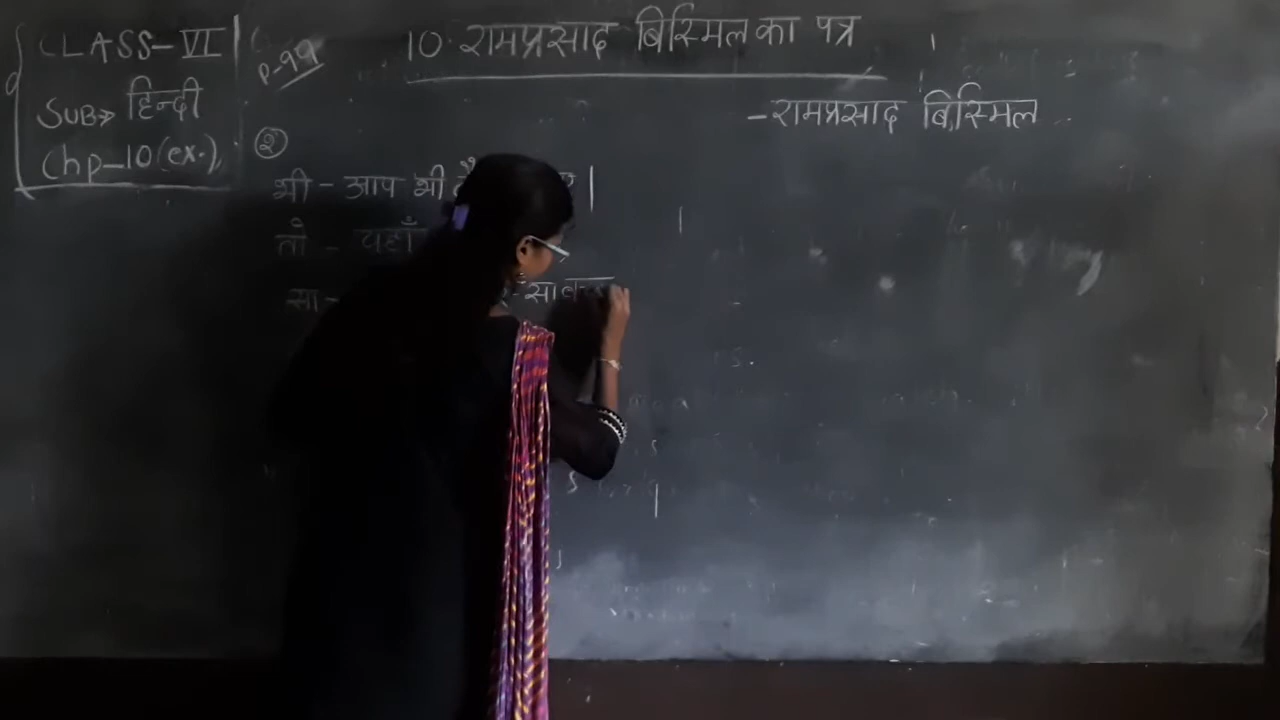 CLASS-VI
SUB⇒ हिन्दी
Chp-10(ex.)
P-99
10. रामप्रसाद बिस्मिल का पत्र
-रामप्रसाद बिस्मिल
②
भी - आप भी
तो - यहाँ
सा -